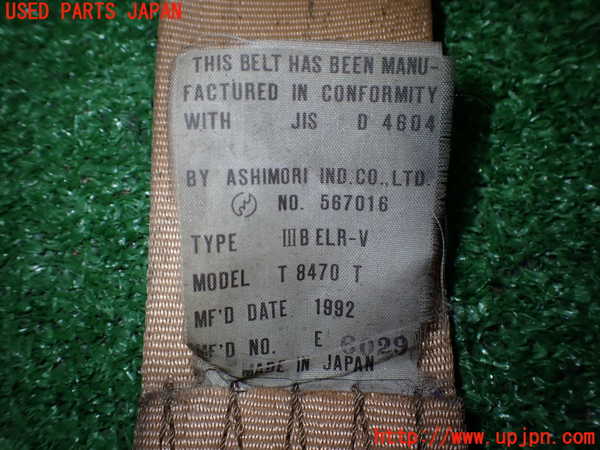 USED PARTS JAPAN
THIS BELT HAS BEEN MANU-
FACTURED IN CONFORMITY
WITH JIS D 4604
BY ASHIMORI IND.CO.,LTD.
NO. 567016
TYPE ⅢB ELR-V
MODEL T 8470 T
MF'D DATE 1992
MF'D NO. E 6029
MADE IN JAPAN
http://www.upjpn.com/